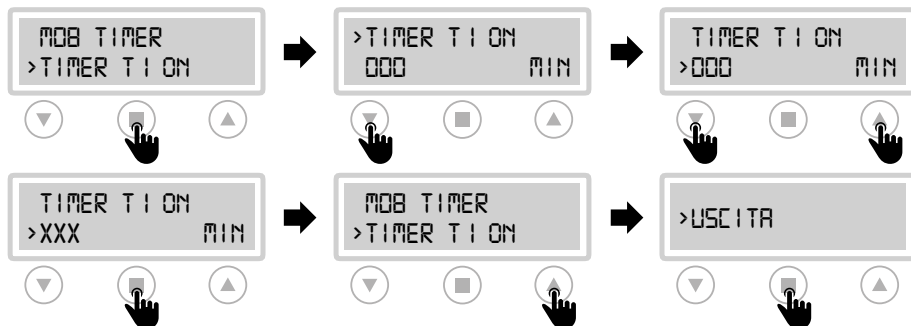 MOB TIMER
>TIMER T1 ON
>TIMER T1 ON
000 MIN
TIMER T1 ON
>000 MIN
TIMER T1 ON
>XXX MIN
MOB TIMER
>TIMER T1 ON
>USCITA